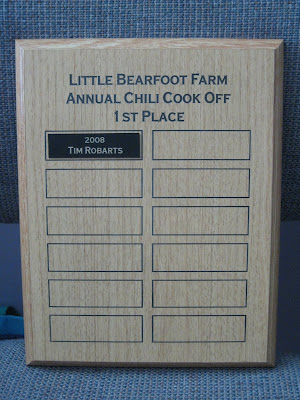 Little Bearfoot Farm
Annual Chili Cook Off
1st Place
2008
Tim Robarts